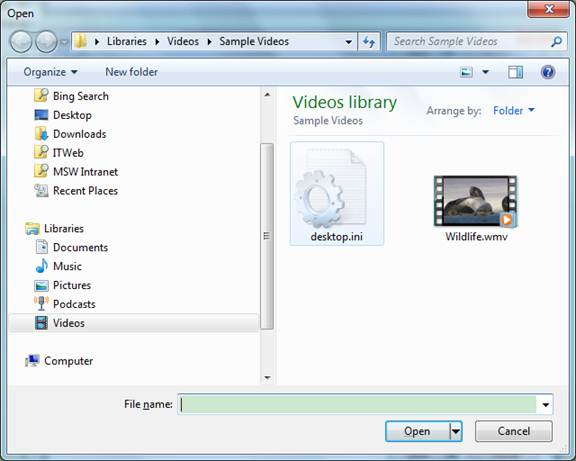 Open
Libraries Videos Sample Videos
Search Sample Videos
Organize New folder
Bing Search
Desktop
Downloads
ITWeb
MSW Intranet
Recent Places
Libraries
Documents
Music
Pictures
Podcasts
Videos
Computer
Videos library
Sample Videos
Arrange by: Folder
desktop.ini
Wildlife.wmv
File name:
Open Cancel